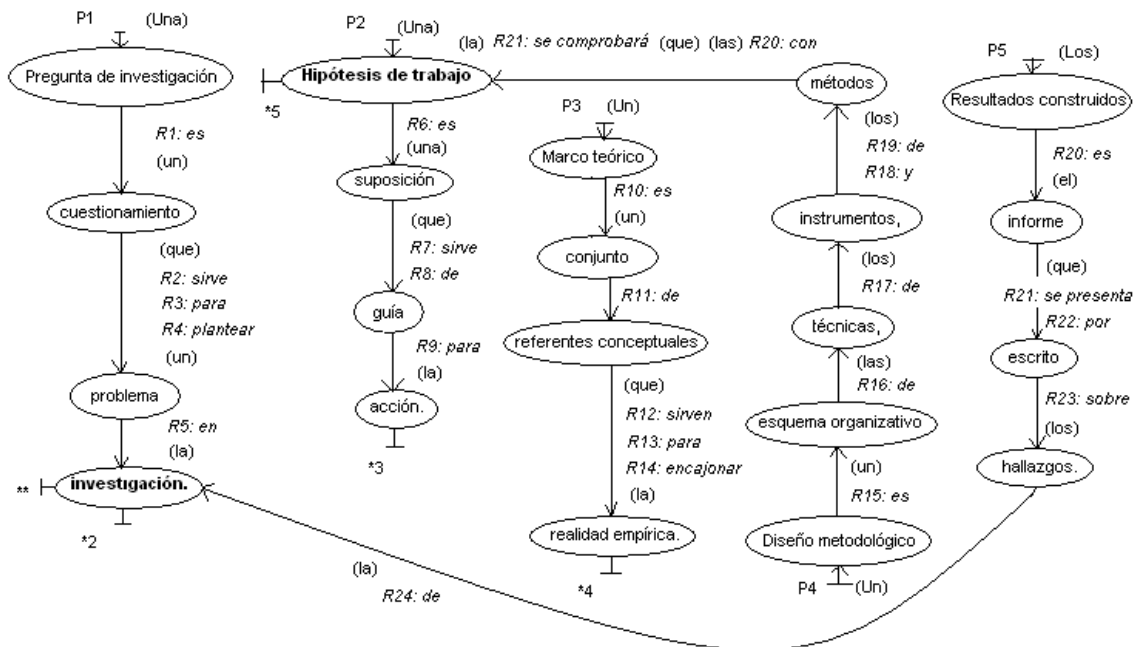 P1
(Una)
Pregunta de investigación
R1: es
(un)
cuestionamiento
(que)
R2: sirve
R3: para
R4: plantear
(un)
problema
R5: en
(la)
investigación.
**
*2
P2
(Una)
Hipótesis de trabajo
*5
R6: es
(una)
suposición
(que)
R7: sirve
R8: de
guía
R9: para
(la)
acción.
*3
P3
(Un)
Marco teórico
R10: es
(un)
conjunto
R11: de
referentes conceptuales
(que)
R12: sirven
R13: para
R14: encajonar
(la)
realidad empírica.
*4
P4
(Un)
Diseño metodológico
R15: es
(un)
esquema organizativo
R16: de
(las)
técnicas,
R17: de
(los)
instrumentos,
R18: y
R19: de
(los)
métodos
(la) R21: se comprobará (que) (las) R20: con
P5
(Los)
Resultados construidos
R20: es
(el)
informe
(que)
R21: se presenta
R22: por
escrito
R23: sobre
(los)
hallazgos.
(la)
R24: de